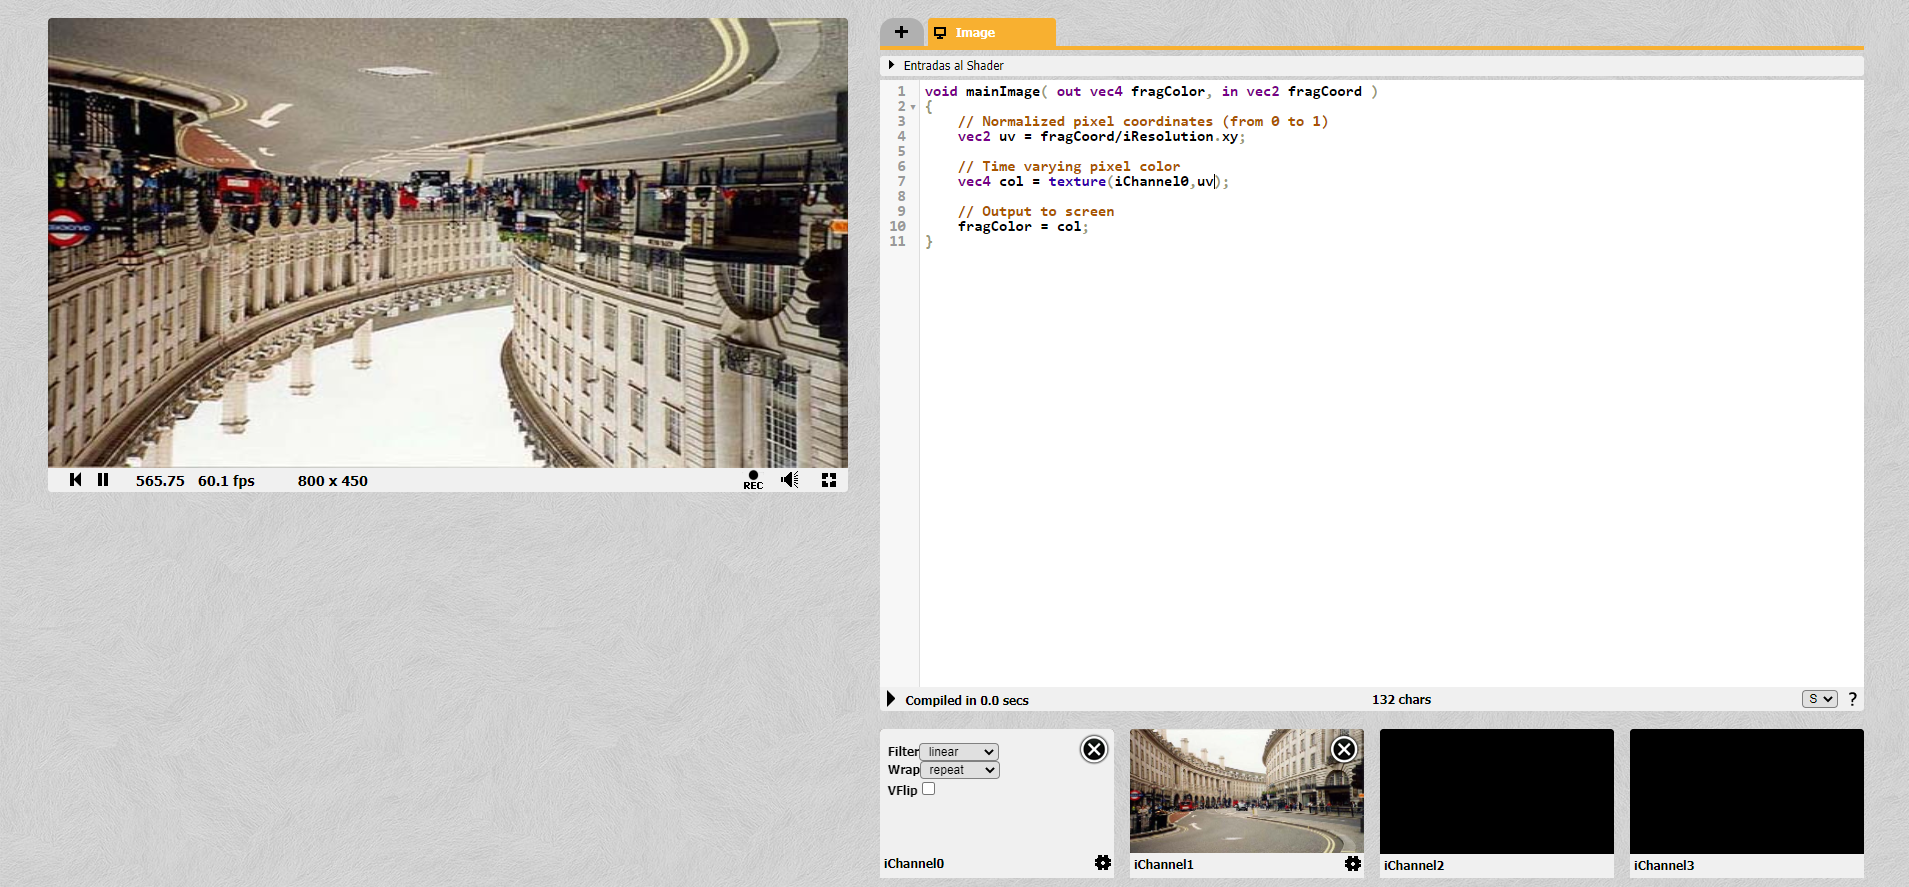 + Image
Entradas al Shader
1 void mainImage( out vec4 fragColor, in vec2 fragCoord )
2 {
3     // Normalized pixel coordinates (from 0 to 1)
4     vec2 uv = fragCoord/iResolution.xy;
5
6     // Time varying pixel color
7     vec4 col = texture(iChannel0,uv);
8
9     // Output to screen
10     fragColor = col;
11 }
565.75 60.1 fps 800 x 450 REC
Compiled in 0.0 secs 132 chars S ?
Filter linear
Wrap repeat
VFlip
iChannel0 iChannel1 iChannel2 iChannel3